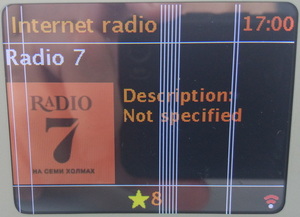 Internet radio 17:00
Radio 7
RADIO
7
НА СЕМИ ХОЛМАХ
Description:
Not specified
8